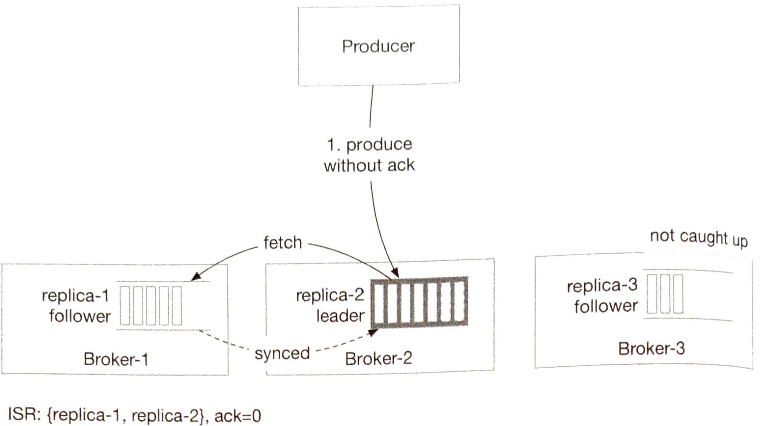 Producer
1. produce
without ack
fetch
not caught up
replica-1
follower
replica-2
leader
replica-3
follower
synced
Broker-1
Broker-2
Broker-3
ISR: {replica-1, replica-2}, ack=0